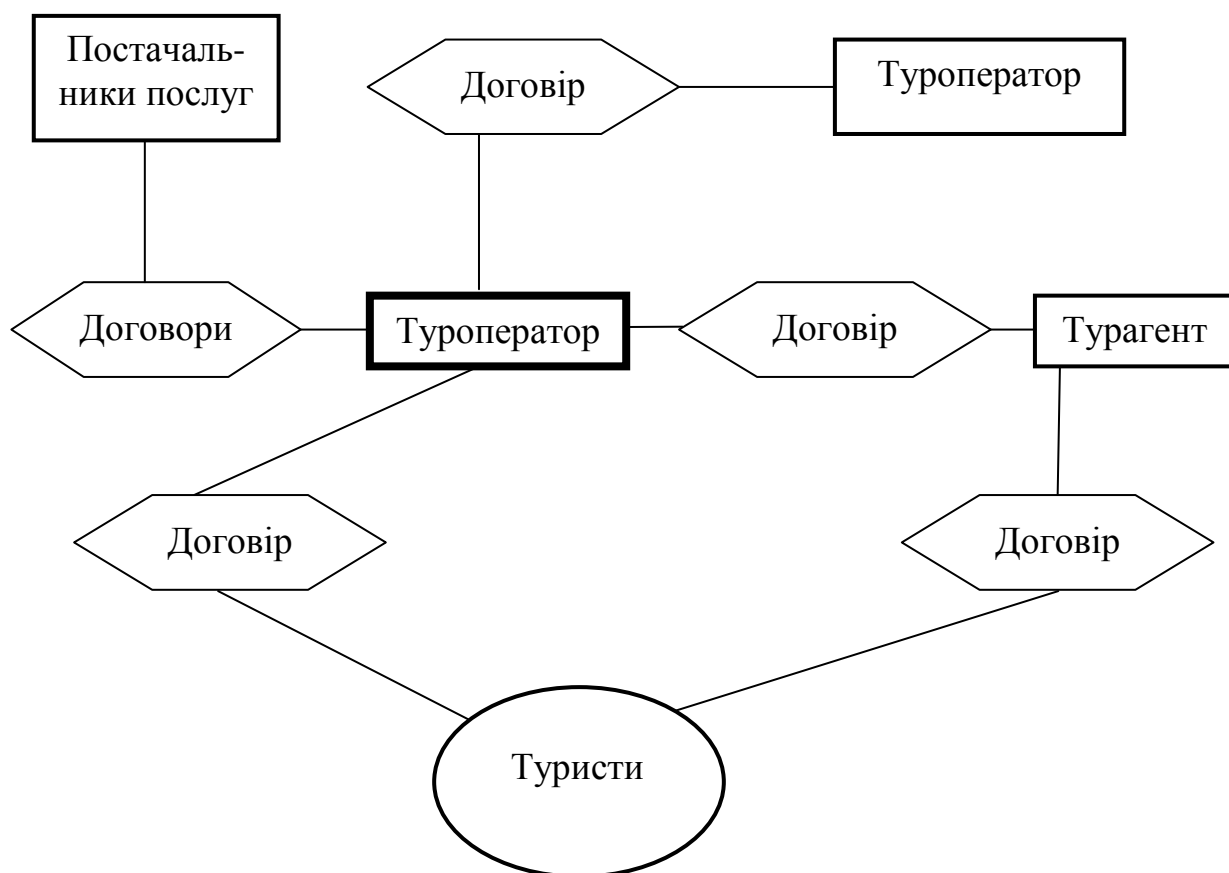 Постачаль-
ники послуг
Договір
Туроператор
Договори
Туроператор
Договір
Турагент
Договір
Договір
Туристи